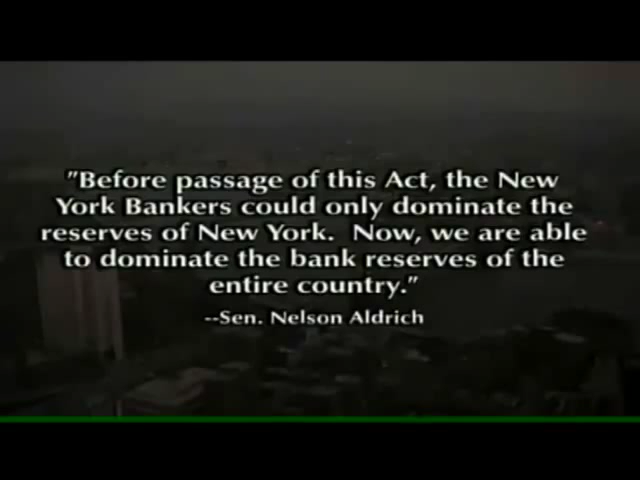 "Before passage of this Act, the New
York Bankers could only dominate the
reserves of New York.  Now, we are able
to dominate the bank reserves of the
entire country."
--Sen. Nelson Aldrich